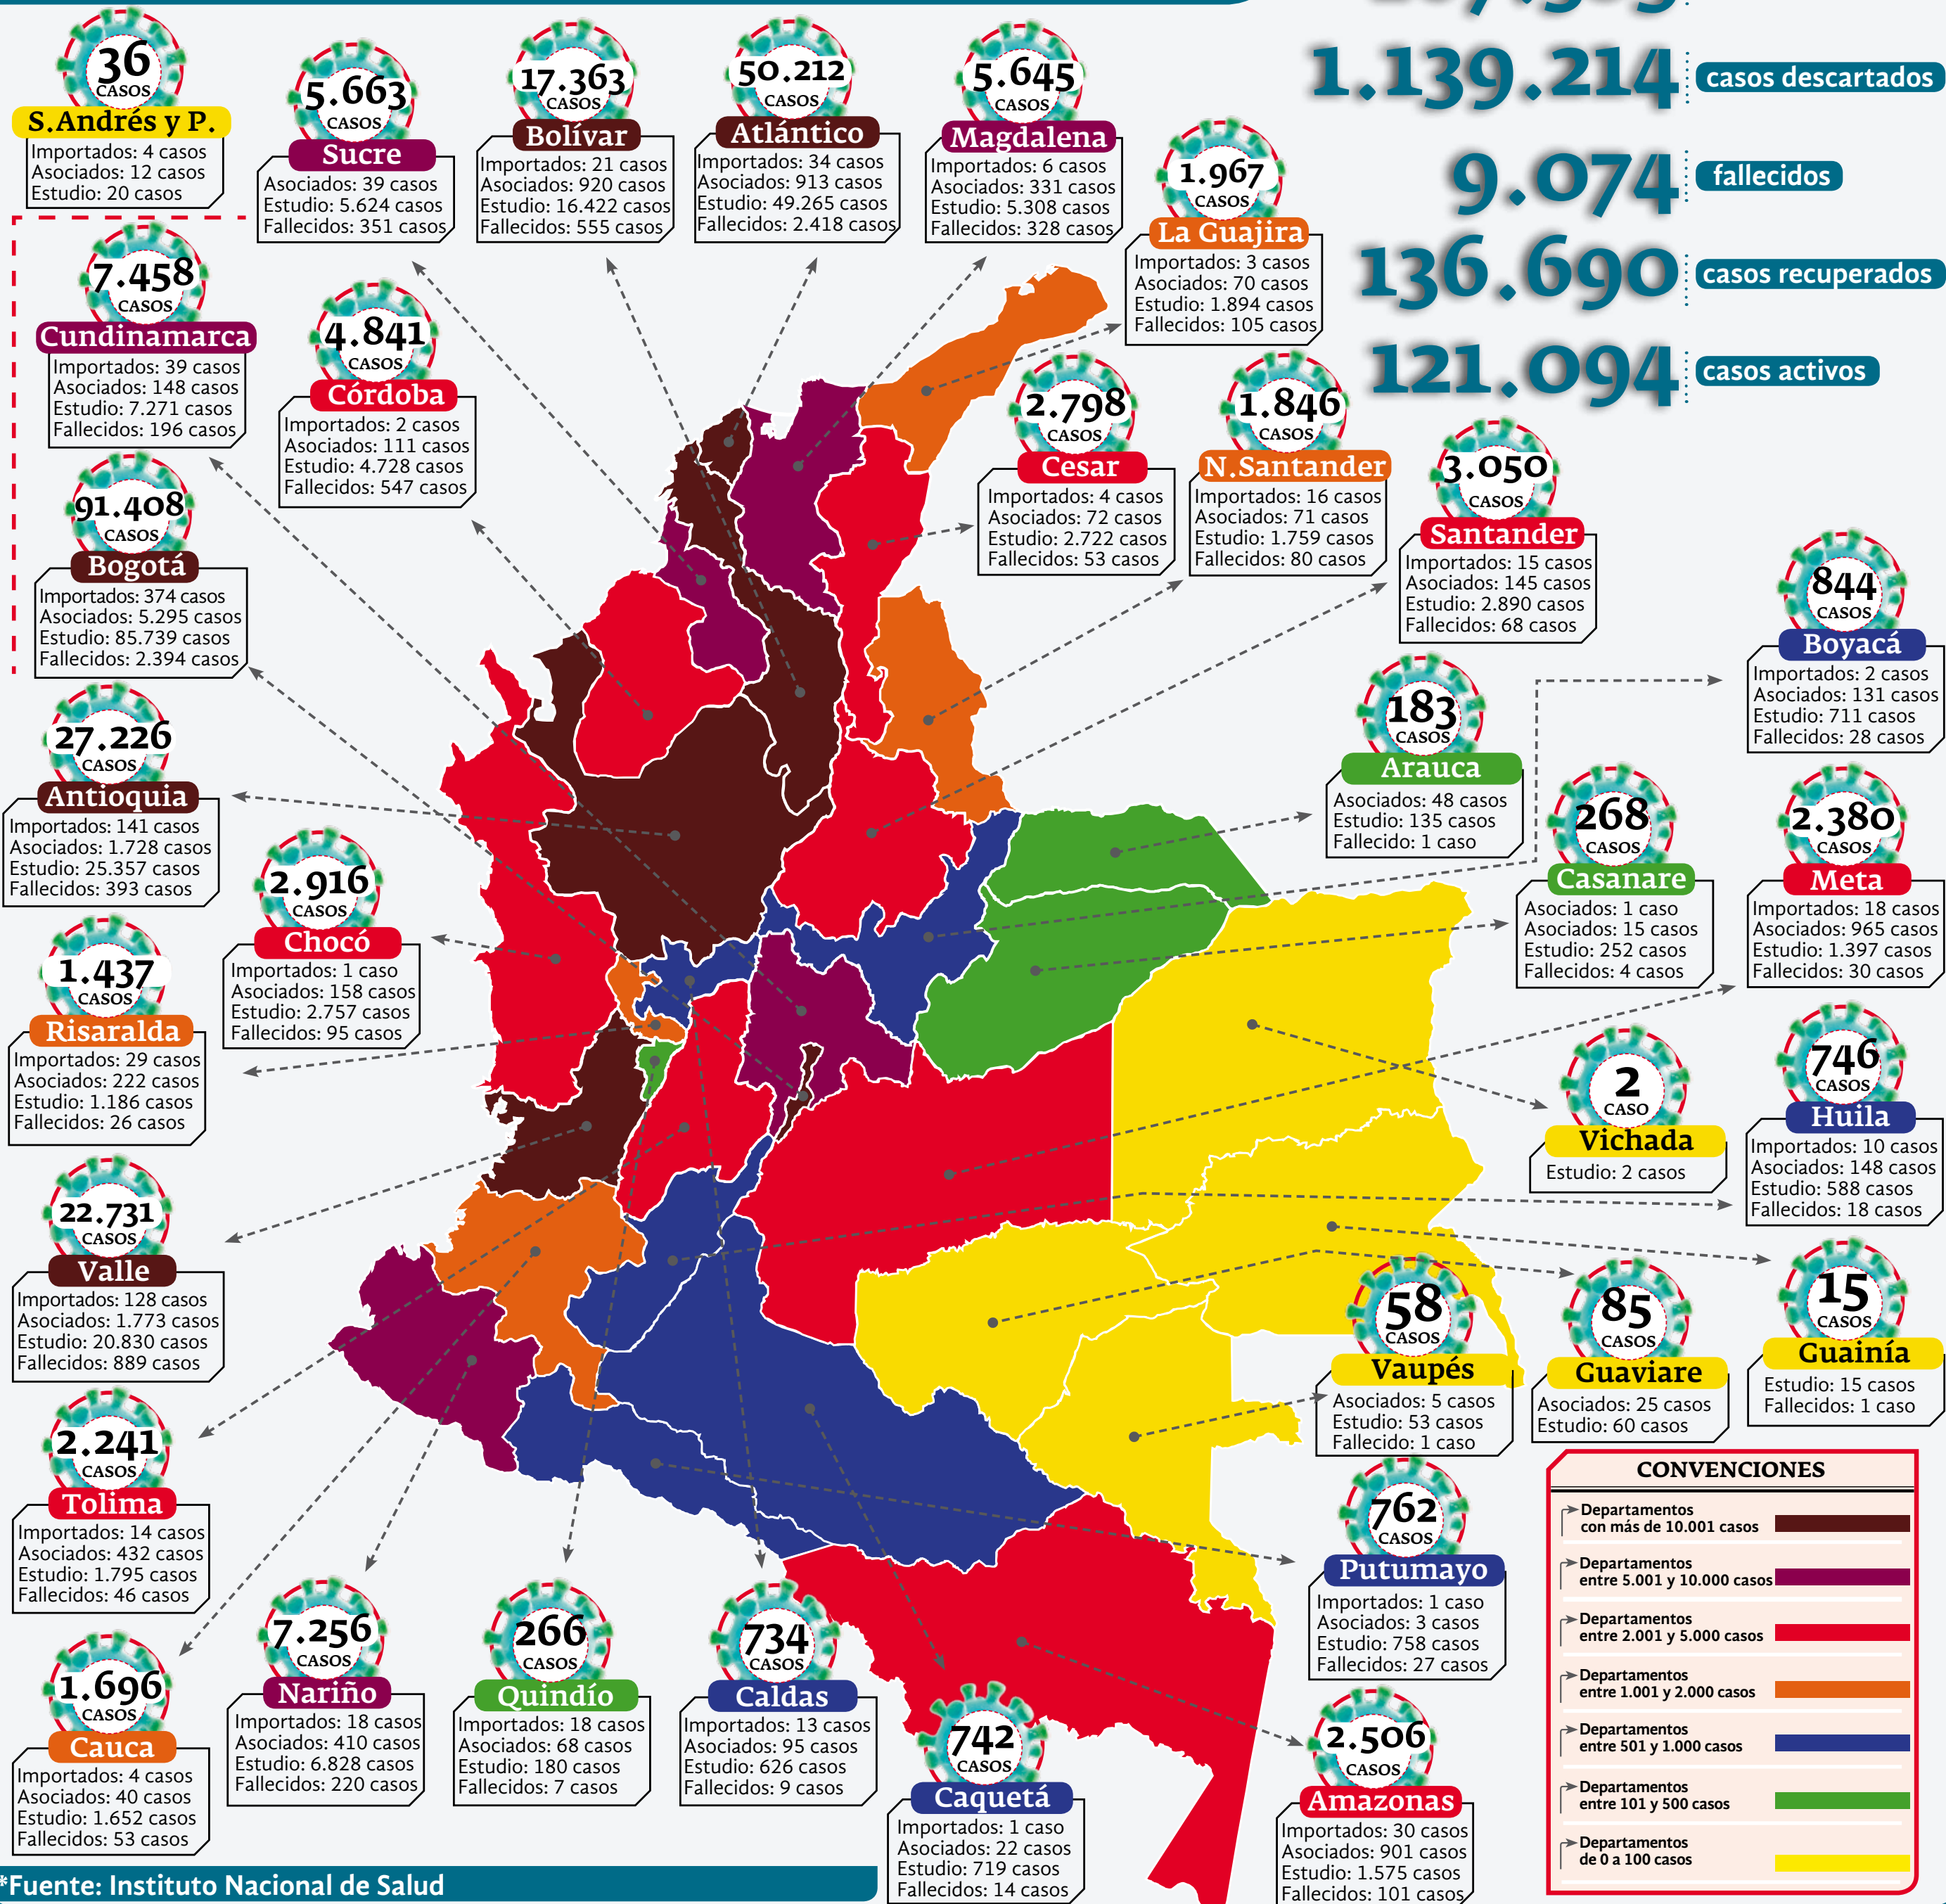 1.139.214 casos descartados
9.074 fallecidos
136.690 casos recuperados
121.094 casos activos
36
CASOS
S.Andrés y P.
Importados: 4 casos
Asociados: 12 casos
Estudio: 20 casos
5.663
CASOS
Sucre
Asociados: 39 casos
Estudio: 5.624 casos
Fallecidos: 351 casos
17.363
CASOS
Bolívar
Importados: 21 casos
Asociados: 920 casos
Estudio: 16.422 casos
Fallecidos: 555 casos
50.212
CASOS
Atlántico
Importados: 34 casos
Asociados: 913 casos
Estudio: 49.265 casos
Fallecidos: 2.418 casos
5.645
CASOS
Magdalena
Importados: 6 casos
Asociados: 331 casos
Estudio: 5.308 casos
Fallecidos: 328 casos
1.967
CASOS
La Guajira
Importados: 3 casos
Asociados: 70 casos
Estudio: 1.894 casos
Fallecidos: 105 casos
7.458
CASOS
Cundinamarca
Importados: 39 casos
Asociados: 148 casos
Estudio: 7.271 casos
Fallecidos: 196 casos
4.841
CASOS
Córdoba
Importados: 2 casos
Asociados: 111 casos
Estudio: 4.728 casos
Fallecidos: 547 casos
2.798
CASOS
Cesar
Importados: 4 casos
Asociados: 72 casos
Estudio: 2.722 casos
Fallecidos: 53 casos
1.846
CASOS
N.Santander
Importados: 16 casos
Asociados: 71 casos
Estudio: 1.759 casos
Fallecidos: 80 casos
3.050
CASOS
Santander
Importados: 15 casos
Asociados: 145 casos
Estudio: 2.890 casos
Fallecidos: 68 casos
91.408
CASOS
Bogotá
Importados: 374 casos
Asociados: 5.295 casos
Estudio: 85.739 casos
Fallecidos: 2.394 casos
844
CASOS
Boyacá
Importados: 2 casos
Asociados: 131 casos
Estudio: 711 casos
Fallecidos: 28 casos
27.226
CASOS
Antioquia
Importados: 141 casos
Asociados: 1.728 casos
Estudio: 25.357 casos
Fallecidos: 393 casos
183
CASOS
Arauca
Asociados: 48 casos
Estudio: 135 casos
Fallecido: 1 caso
268
CASOS
Casanare
Asociados: 1 caso
Asociados: 15 casos
Estudio: 252 casos
Fallecidos: 4 casos
2.380
CASOS
Meta
Importados: 18 casos
Asociados: 965 casos
Estudio: 1.397 casos
Fallecidos: 30 casos
2.916
CASOS
Chocó
Importados: 1 caso
Asociados: 158 casos
Estudio: 2.757 casos
Fallecidos: 95 casos
1.437
CASOS
Risaralda
Importados: 29 casos
Asociados: 222 casos
Estudio: 1.186 casos
Fallecidos: 26 casos
2
CASO
Vichada
Estudio: 2 casos
746
CASOS
Huila
Importados: 10 casos
Asociados: 148 casos
Estudio: 588 casos
Fallecidos: 18 casos
22.731
CASOS
Valle
Importados: 128 casos
Asociados: 1.773 casos
Estudio: 20.830 casos
Fallecidos: 889 casos
58
CASOS
Vaupés
Asociados: 5 casos
Estudio: 53 casos
Fallecido: 1 caso
85
CASOS
Guaviare
Asociados: 25 casos
Estudio: 60 casos
15
CASOS
Guainía
Estudio: 15 casos
Fallecidos: 1 caso
2.241
CASOS
Tolima
Importados: 14 casos
Asociados: 432 casos
Estudio: 1.795 casos
Fallecidos: 46 casos
762
CASOS
Putumayo
Importados: 1 caso
Asociados: 3 casos
Estudio: 758 casos
Fallecidos: 27 casos
1.696
CASOS
Cauca
Importados: 4 casos
Asociados: 40 casos
Estudio: 1.652 casos
Fallecidos: 53 casos
7.256
CASOS
Nariño
Importados: 18 casos
Asociados: 410 casos
Estudio: 6.828 casos
Fallecidos: 220 casos
266
CASOS
Quindío
Importados: 18 casos
Asociados: 68 casos
Estudio: 180 casos
Fallecidos: 7 casos
734
CASOS
Caldas
Importados: 13 casos
Asociados: 95 casos
Estudio: 626 casos
Fallecidos: 9 casos
742
CASOS
Caquetá
Importados: 1 caso
Asociados: 22 casos
Estudio: 719 casos
Fallecidos: 14 casos
2.506
CASOS
Amazonas
Importados: 30 casos
Asociados: 901 casos
Estudio: 1.575 casos
Fallecidos: 101 casos
CONVENCIONES
Departamentos
con más de 10.001 casos
Departamentos
entre 5.001 y 10.000 casos
Departamentos
entre 2.001 y 5.000 casos
Departamentos
entre 1.001 y 2.000 casos
Departamentos
entre 501 y 1.000 casos
Departamentos
entre 101 y 500 casos
Departamentos
de 0 a 100 casos
*Fuente: Instituto Nacional de Salud